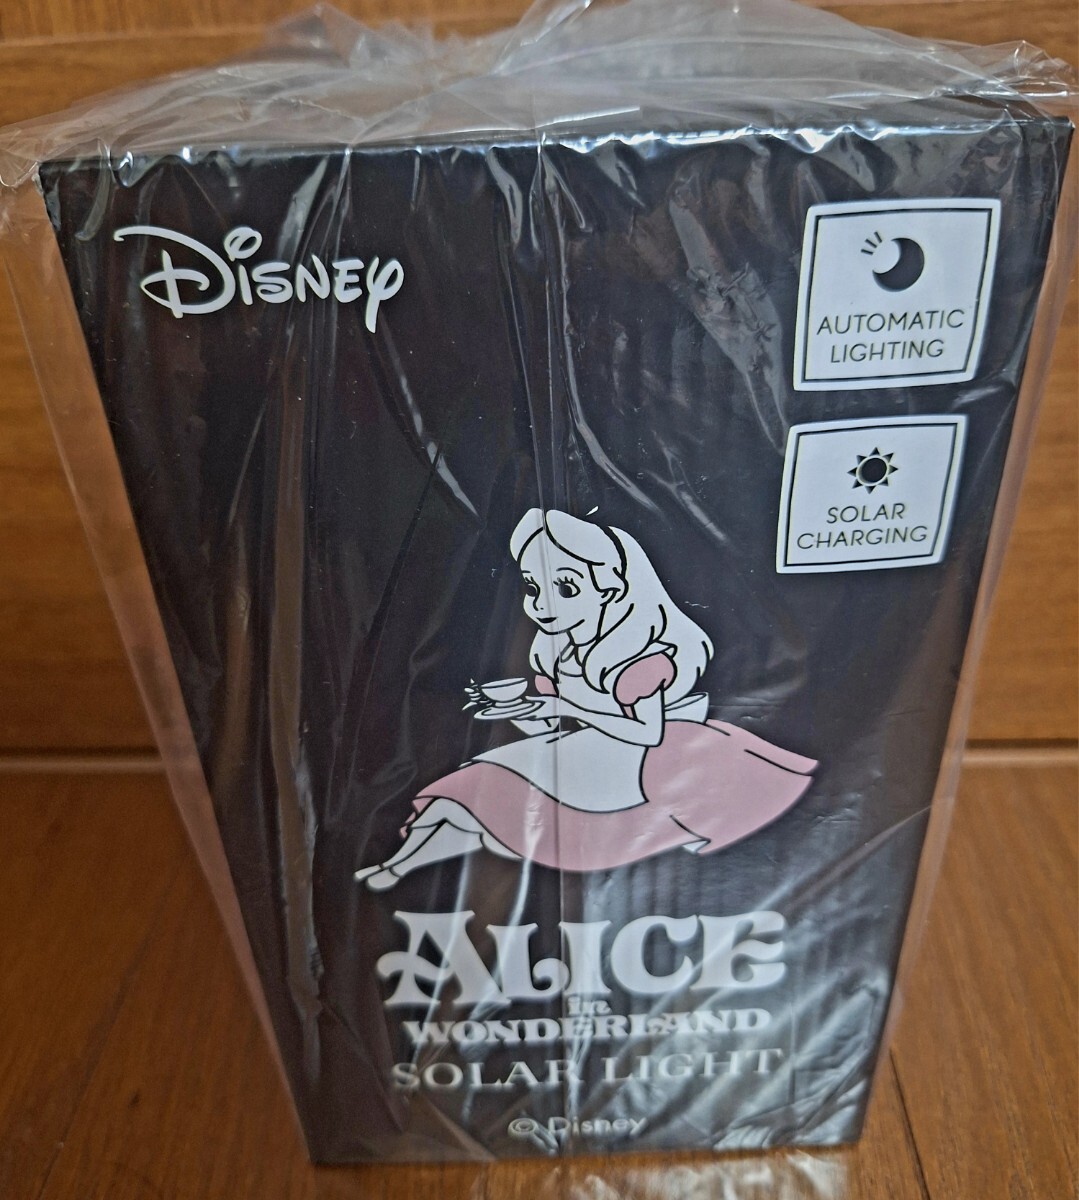 Disney
AUTOMATIC
LIGHTING
SOLAR
CHARGING
ALICE
in
WONDERLAND
SOLAR LIGHT
© Disney